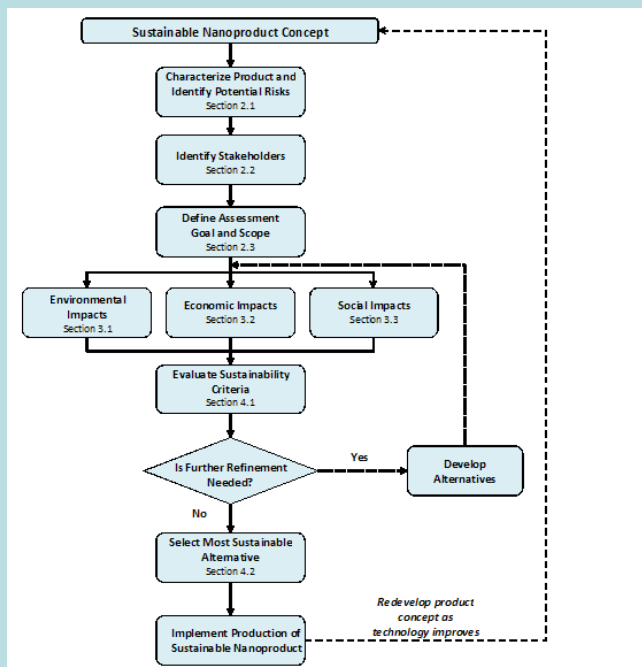 Sustainable Nanoproduct Concept
Characterize Product and
Identify Potential Risks
Section 2.1
Identify Stakeholders
Section 2.2
Define Assessment
Goal and Scope
Section 2.3
Environmental
Impacts
Section 3.1
Economic Impacts
Section 3.2
Social Impacts
Section 3.3
Evaluate Sustainability
Criteria
Section 4.1
Is Further Refinement
Needed?
Yes
Develop
Alternatives
No
Select Most Sustainable
Alternative
Section 4.2
Implement Production of
Sustainable Nanoproduct
Redevelop product
concept as
technology improves